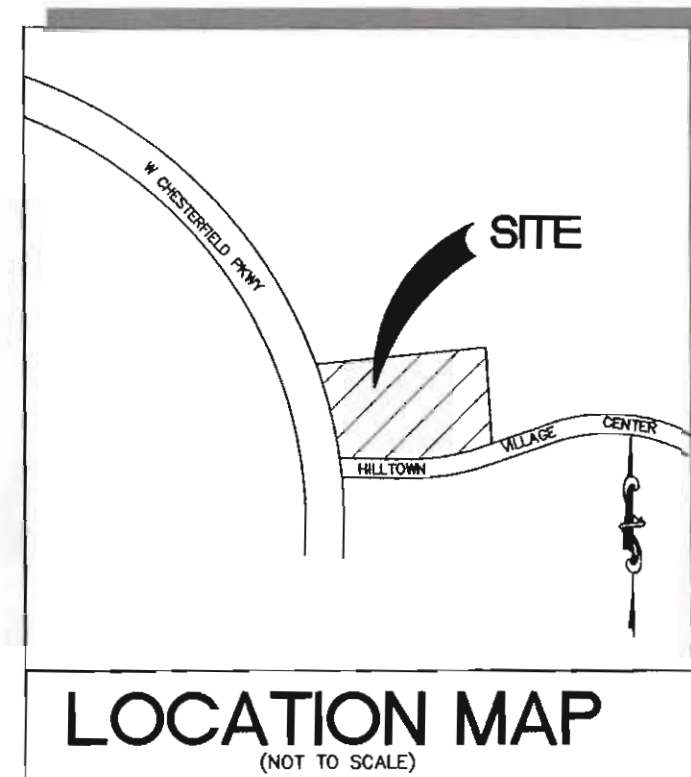 W CHESTERFIELD PKWY
SITE
HILLTOWN VILLAGE CENTER
LOCATION MAP
(NOT TO SCALE)